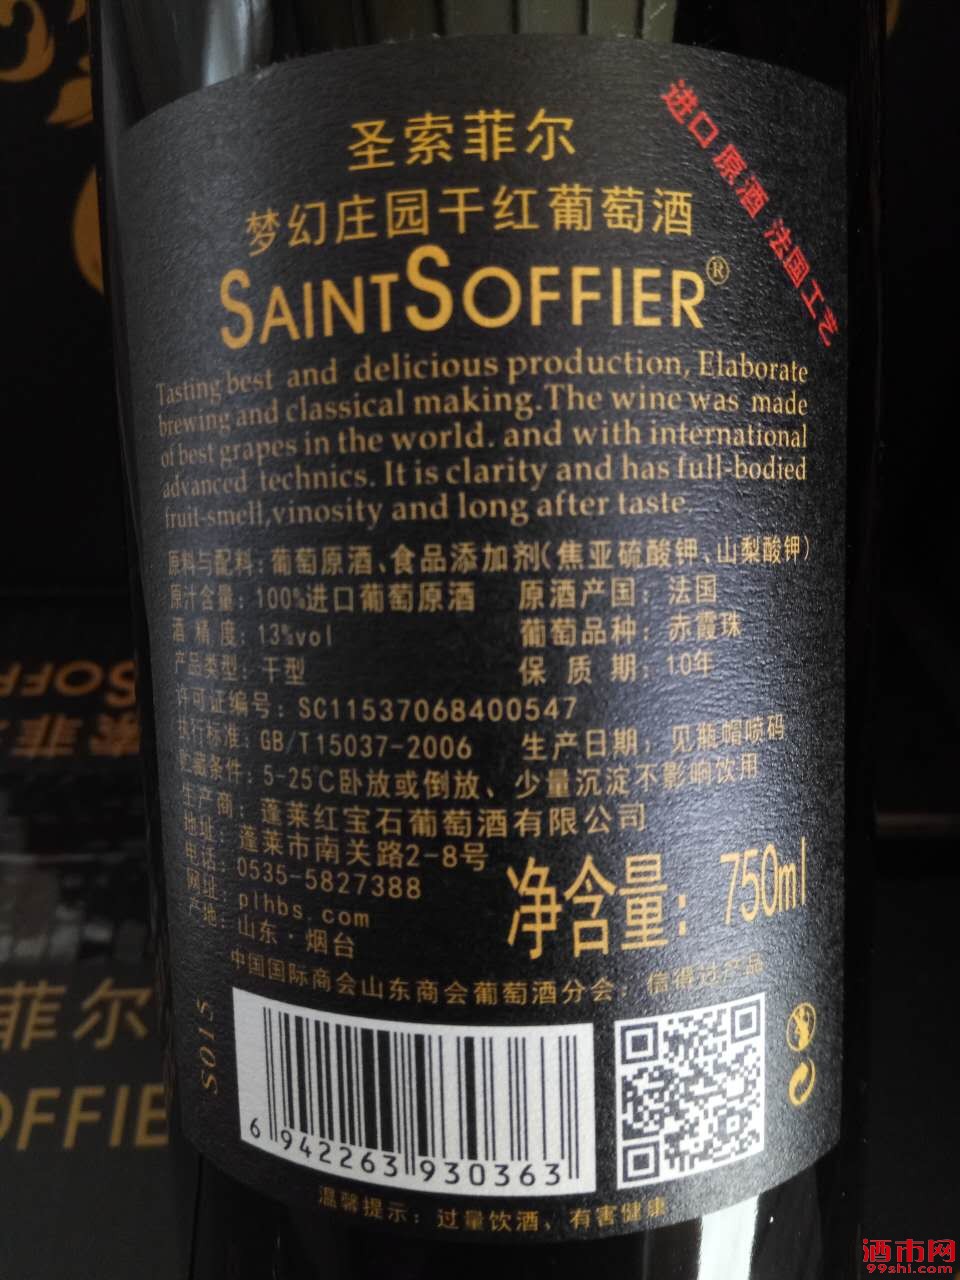 圣索菲尔
进口原酒 法国工艺
梦幻庄园干红葡萄酒
SAINTSOFFIER®
Tasting best and delicious production, Elaborate
brewing and classical making.The wine was made
of best grapes in the world. and with international
advanced technics. It is clarity and has full-bodied
fruit-smell,vinosity and long after taste.
原料与配料:葡萄原酒、食品添加剂(焦亚硫酸钾、山梨酸钾)
原汁含量:100%进口葡萄原酒 原酒产国:法国
酒精度:13%vol 葡萄品种:赤霞珠
产品类型:干型 保质期:10年
许可证编号:SC11537068400547
执行标准:GB/T15037-2006 生产日期:见瓶帽喷码
贮藏条件:5-25℃卧放或倒放、少量沉淀不影响饮用
生产商:蓬莱红宝石葡萄酒有限公司
地址:蓬莱市南关路2-8号
电话:0535-5827388
网址:plhbs.com
产地:山东·烟台
净含量:750ml
中国国际商会山东商会葡萄酒分会:信得过产品
S015
6 942263 930363
温馨提示:过量饮酒、有害健康
菲尔
OFFIE
酒市网
99shl.com